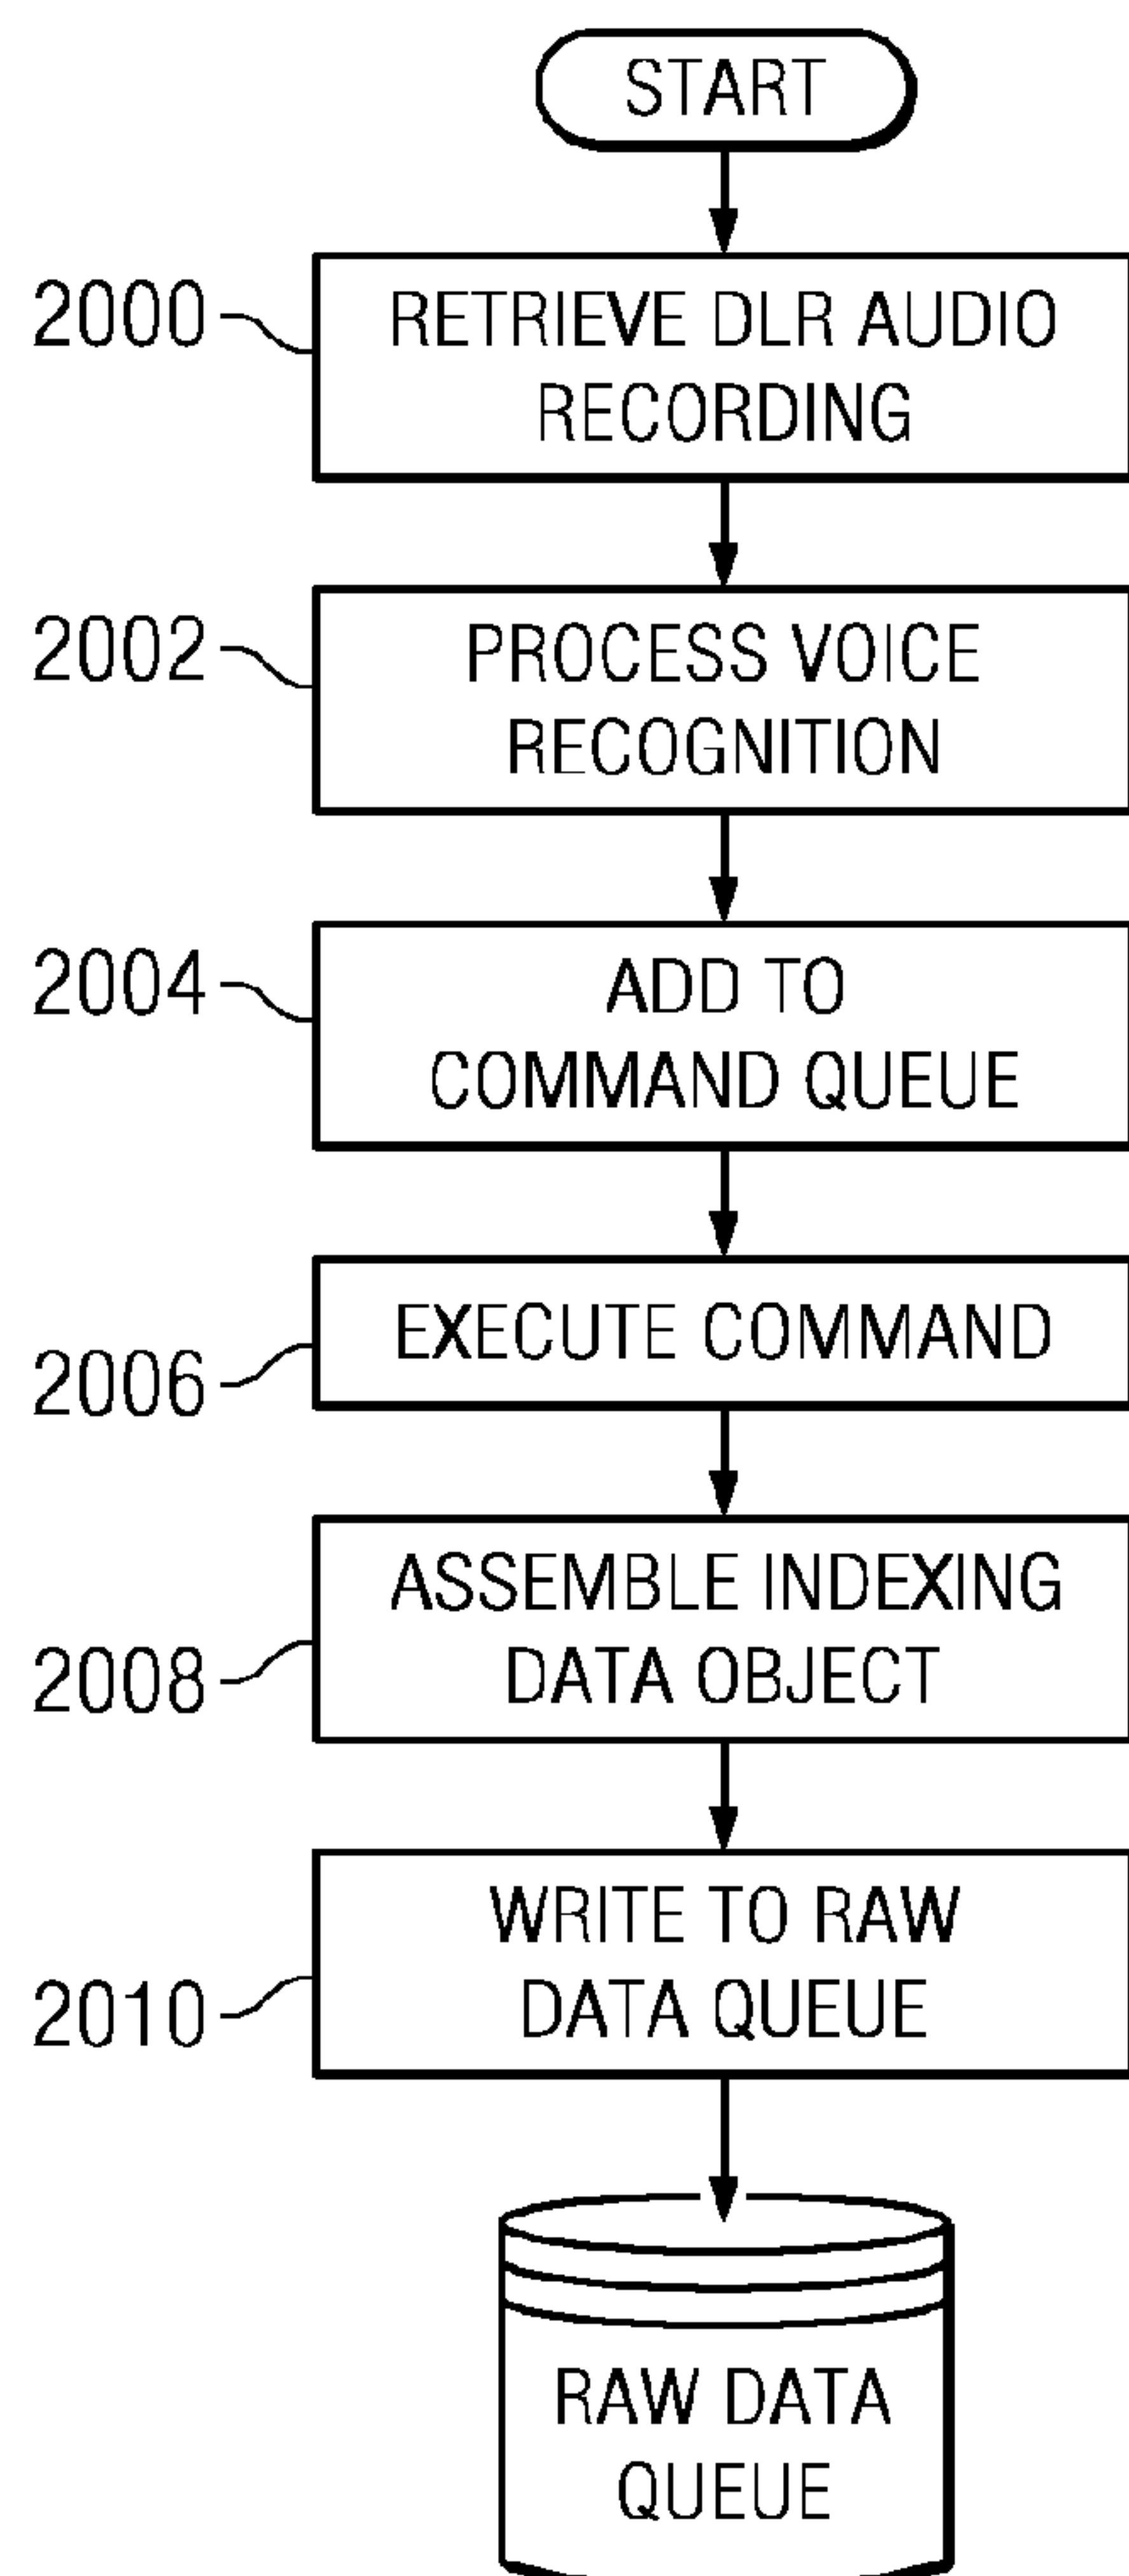 START
2000
RETRIEVE DLR AUDIO
RECORDING
2002
PROCESS VOICE
RECOGNITION
2004
ADD TO
COMMAND QUEUE
2006
EXECUTE COMMAND
2008
ASSEMBLE INDEXING
DATA OBJECT
2010
WRITE TO RAW
DATA QUEUE
RAW DATA
QUEUE